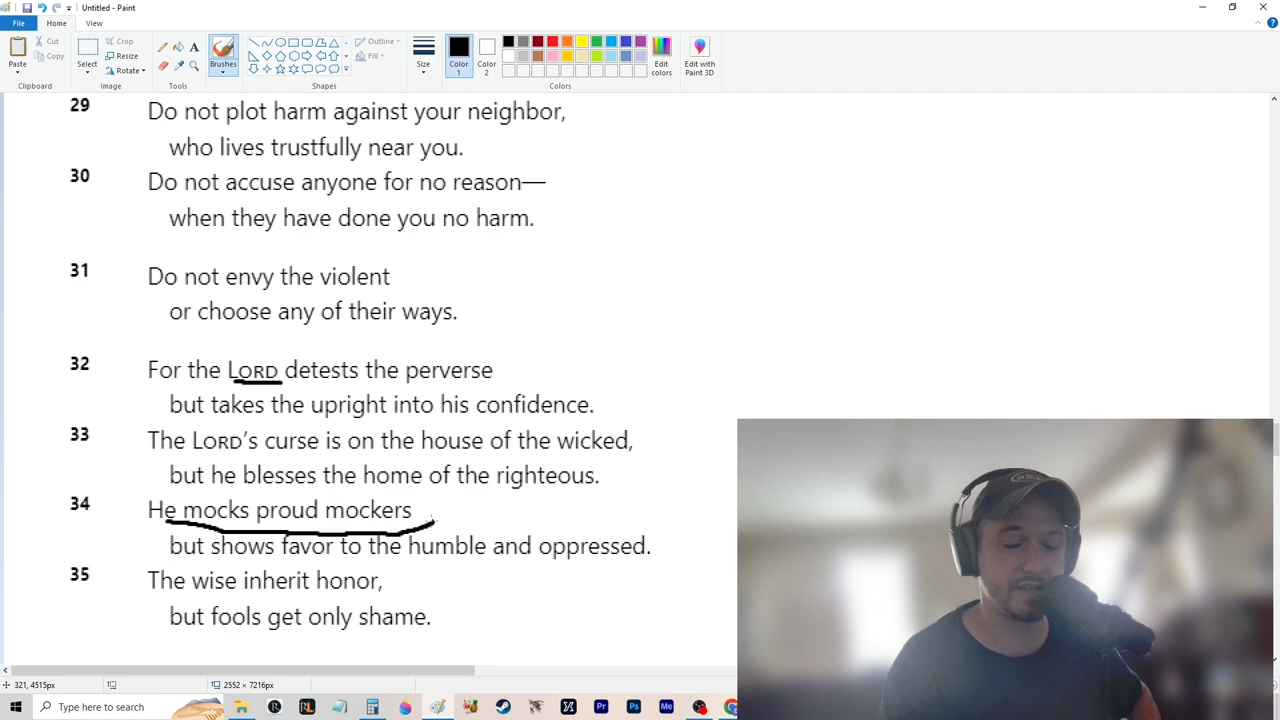 Untitled - Paint
File Home View
Paste
Cut
Copy
Clipboard
Select
Crop
Resize
Rotate
Image
Tools
Brushes
Shapes
Outline
Fill
Size
Color 1
Color 2
Colors
Edit colors
Edit with Paint 3D
29 Do not plot harm against your neighbor,
who lives trustfully near you.
30 Do not accuse anyone for no reason—
when they have done you no harm.
31 Do not envy the violent
or choose any of their ways.
32 For the LORD detests the perverse
but takes the upright into his confidence.
33 The LORD’s curse is on the house of the wicked,
but he blesses the home of the righteous.
34 He mocks proud mockers
but shows favor to the humble and oppressed.
35 The wise inherit honor,
but fools get only shame.
321, 4515px
2552 × 7216px
Type here to search
Pr Ps Me